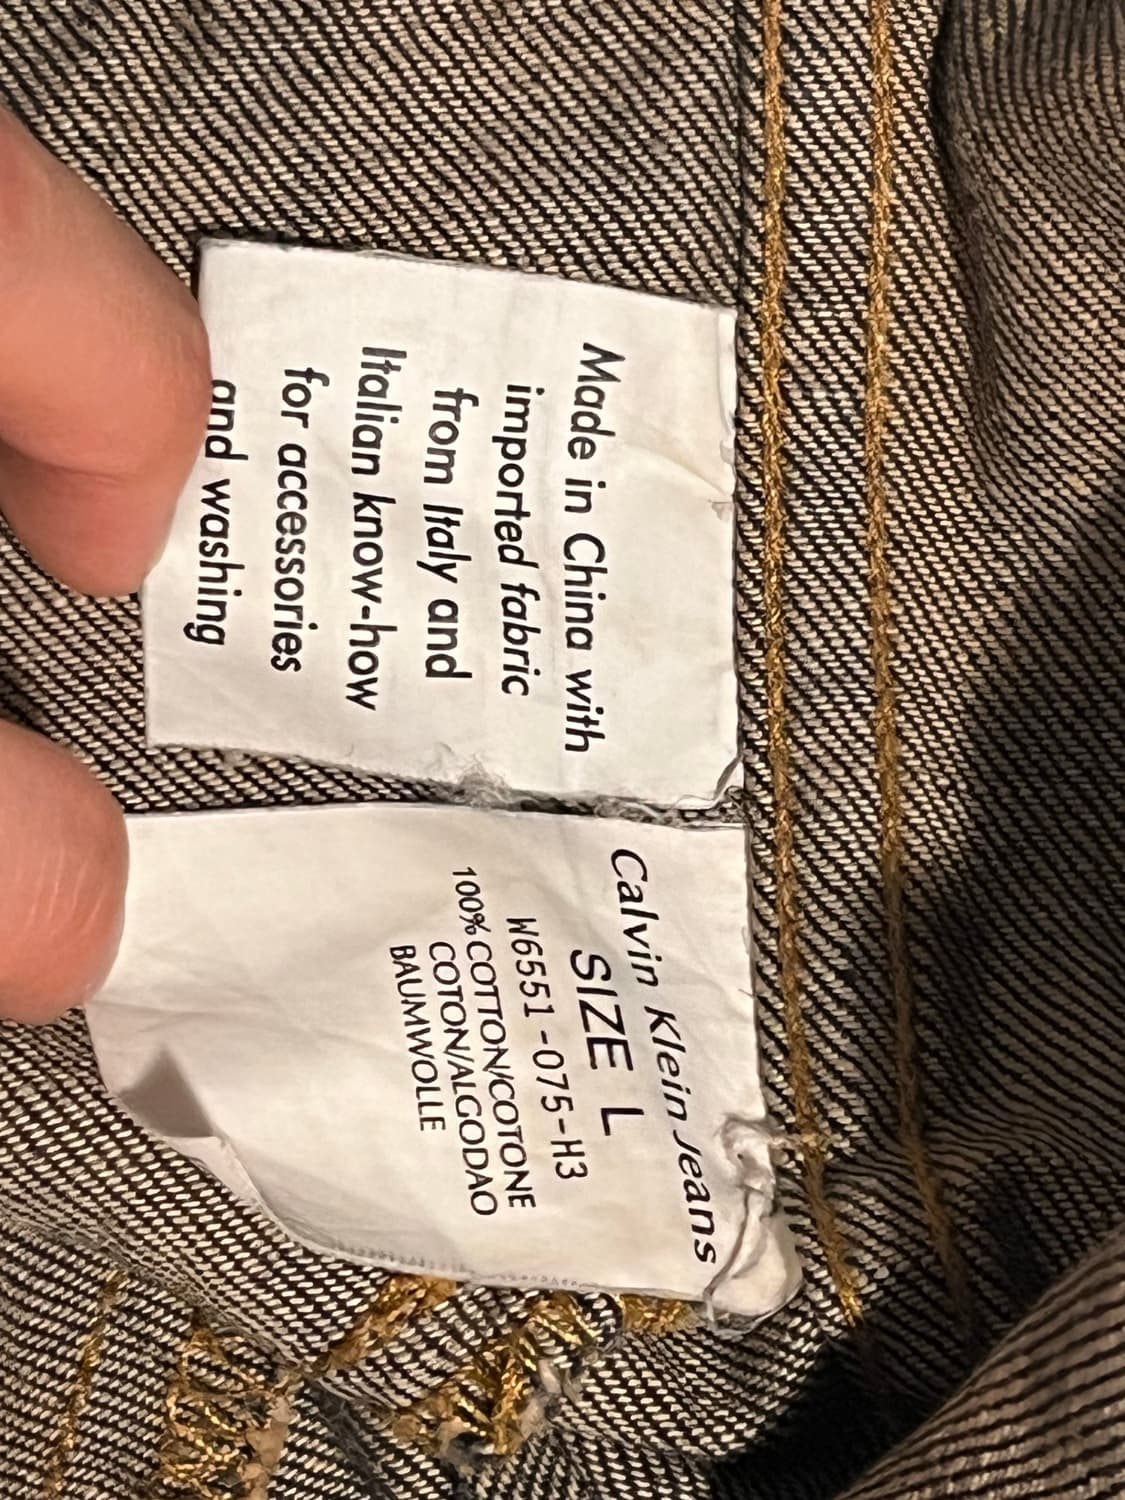 Made in China with
imported fabric
from Italy and
Italian know-how
for accessories
and washing
Calvin Klein Jeans
SIZE L
W6551-075-H3
100% COTTON/COTONE
COTON/ALGODAO
BAUMWOLLE